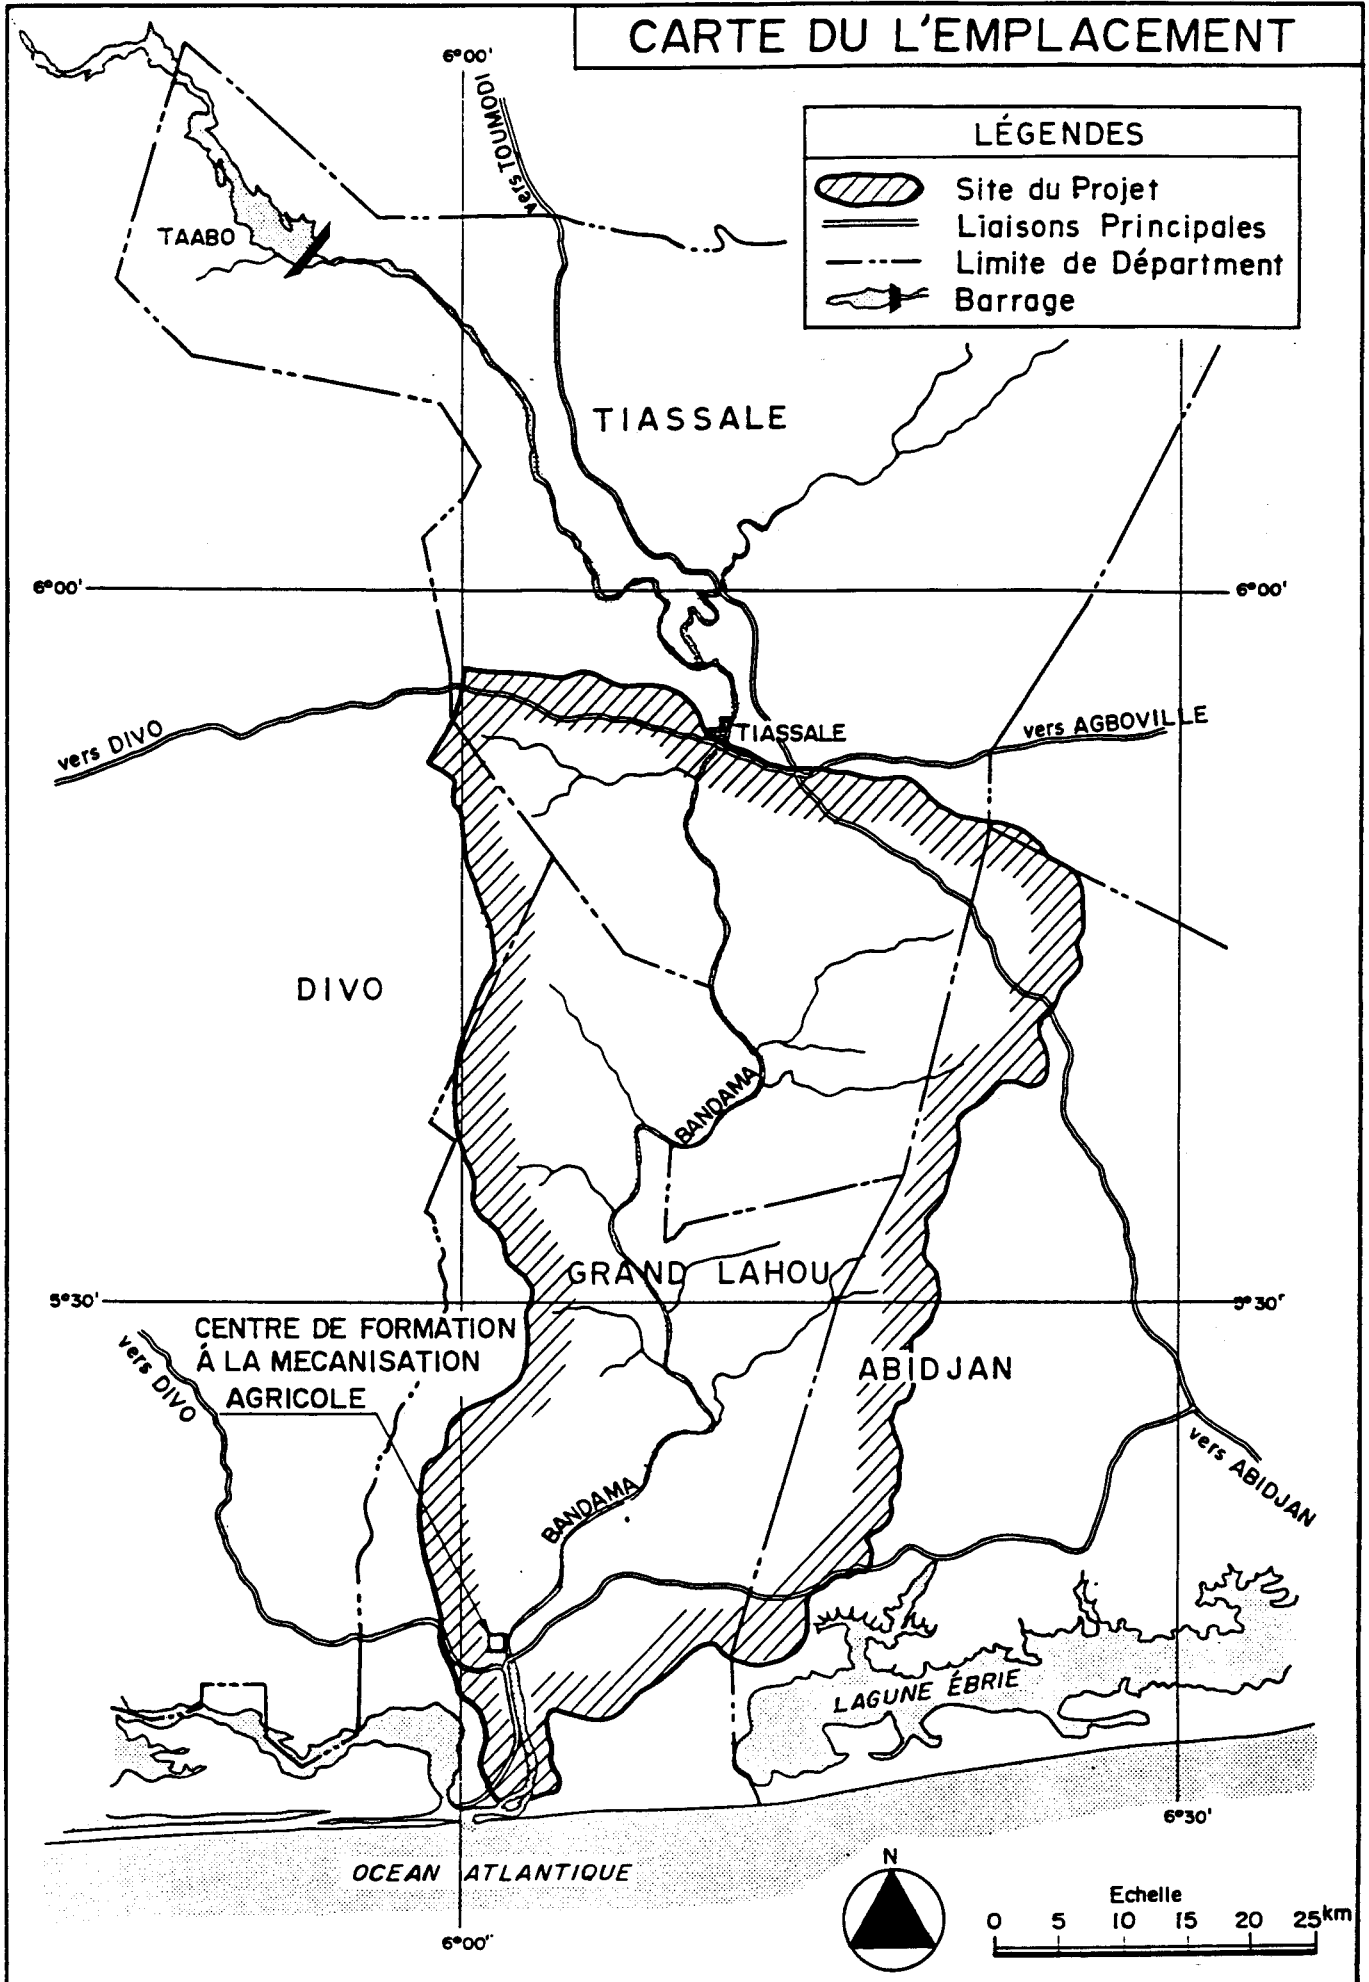 CARTE DU L'EMPLACEMENT
6°00'
vers TOUMODI
LÉGENDES
Site du Projet
Liaisons Principales
Limite de Départment
Barrage
TAABO
TIASSALE
6°00'
6°00'
vers DIVO
TIASSALE
vers AGBOVILLE
DIVO
BANDAMA
GRAND LAHOU
5°30'
5°30'
CENTRE DE FORMATION
À LA MECANISATION
AGRICOLE
vers DIVO
ABIDJAN
vers ABIDJAN
BANDAMA
LAGUNE ÉBRIE
6°30'
OCEAN ATLANTIQUE
N
Echelle
0 5 10 15 20 25km
6°00''